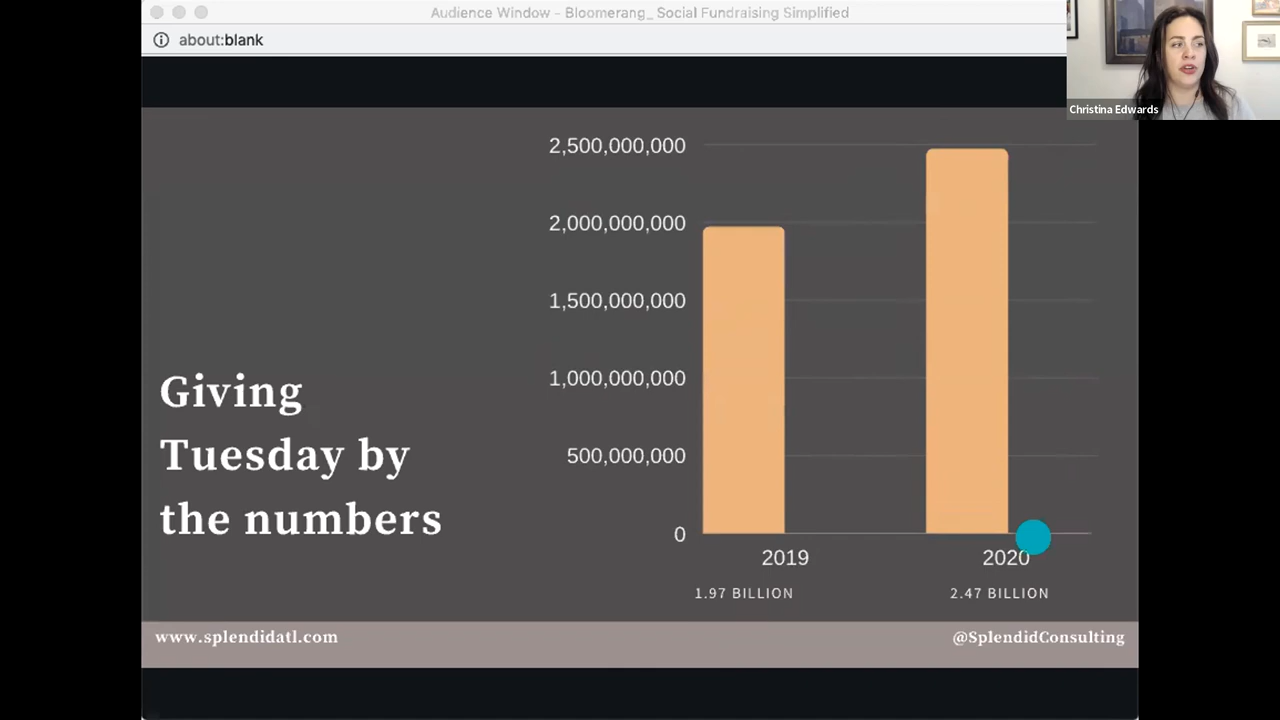 Audience Window - Bloomerang_ Social Fundraising Simplified
about:blank
Christina Edwards
2,500,000,000
2,000,000,000
1,500,000,000
1,000,000,000
500,000,000
0
Giving
Tuesday by
the numbers
2019
2020
1.97 BILLION
2.47 BILLION
www.splendidatl.com
@SplendidConsulting